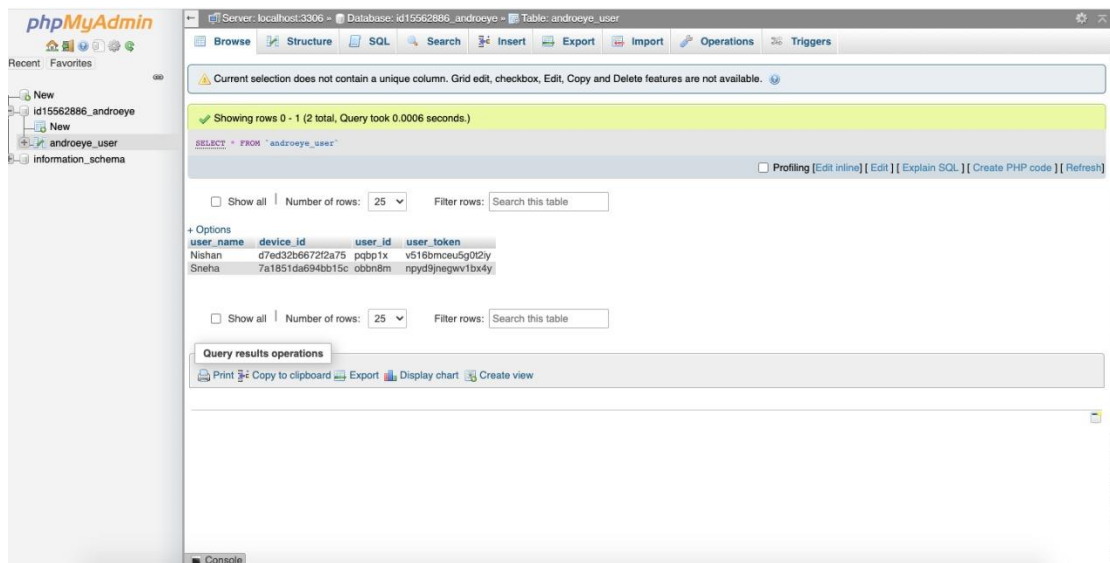 phpMyAdmin
Recent Favorites
New
id15562886_androeye
New
androeye_user
information_schema
Server: localhost:3306 » Database: id15562886_androeye » Table: androeye_user
Browse Structure SQL Search Insert Export Import Operations Triggers
Current selection does not contain a unique column. Grid edit, checkbox, Edit, Copy and Delete features are not available.
Showing rows 0 - 1 (2 total, Query took 0.0006 seconds.)
SELECT * FROM `androeye_user`
Profiling [Edit inline] [ Edit ] [ Explain SQL ] [ Create PHP code ] [ Refresh]
Show all | Number of rows: 25 Filter rows: Search this table
+ Options
user_name device_id user_id user_token
Nishan d7ed32b6672f2a75 pqbp1x v516bmceu5g0t2iy
Sneha 7a1851da694bb15c obbn8m npyd9jnegwv1bx4y
Show all | Number of rows: 25 Filter rows: Search this table
Query results operations
Print Copy to clipboard Export Display chart Create view
Console